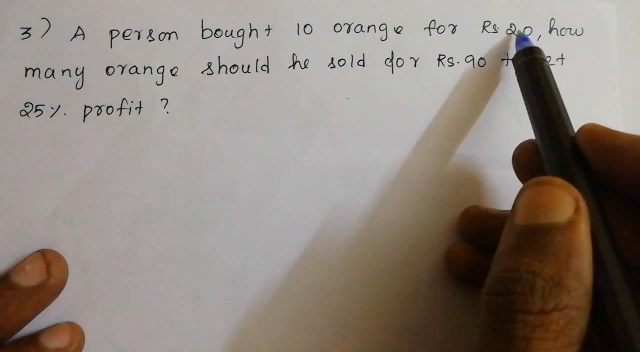 3) A person bought 10 orange for Rs 20, how
many orange should he sold for Rs.90
25%. profit ?